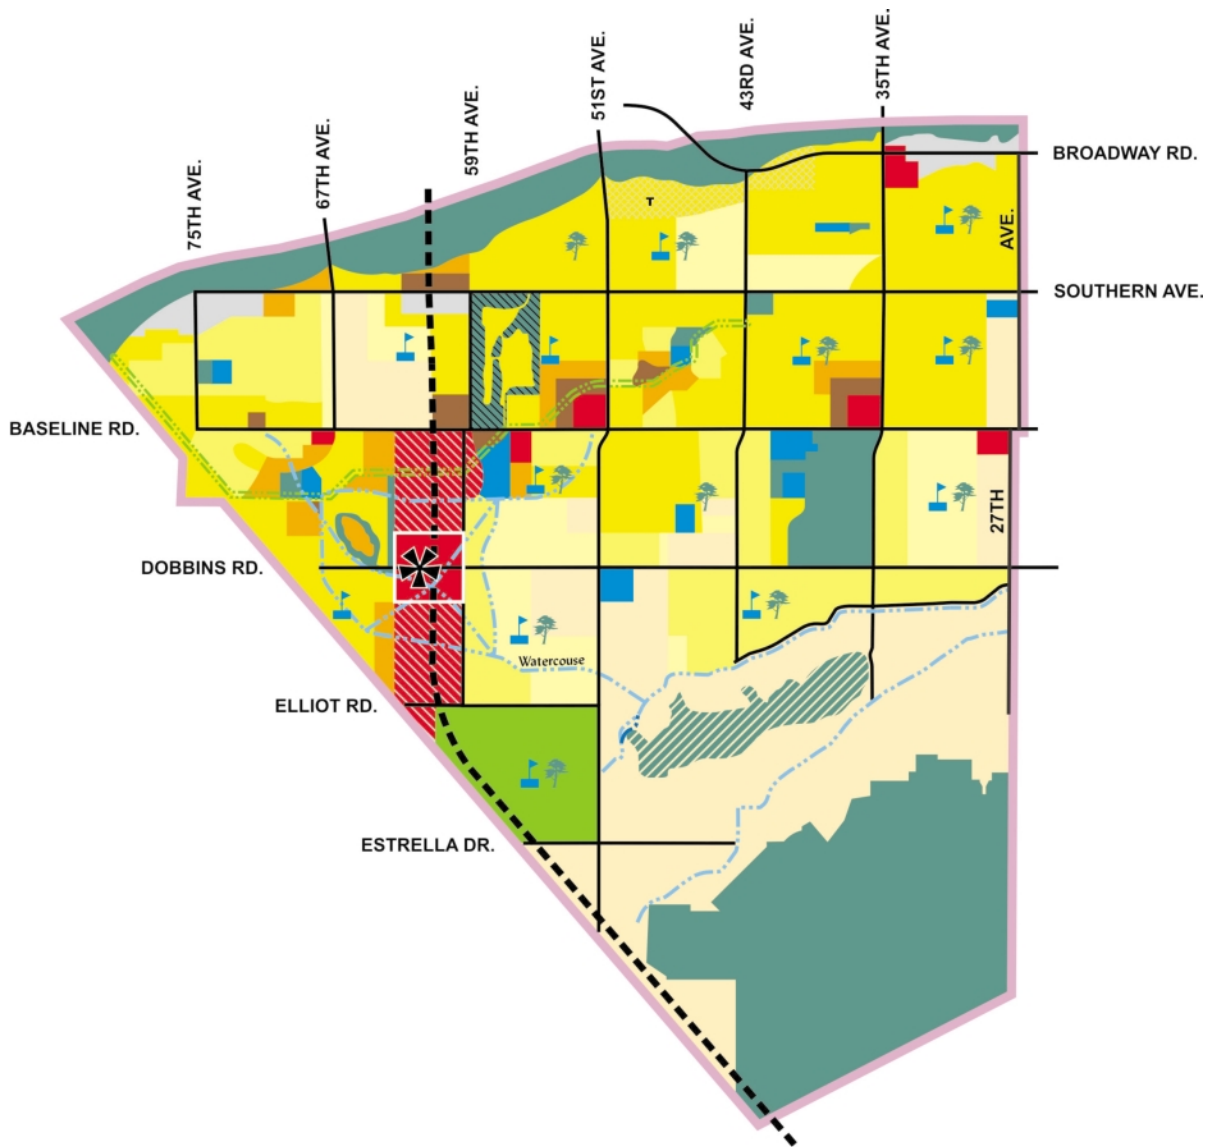 51ST AVE.
43RD AVE.
35TH AVE.
59TH AVE.
67TH AVE.
75TH AVE.
BROADWAY RD.
T
AVE.
SOUTHERN AVE.
BASELINE RD.
27TH
DOBBINS RD.
Watercouse
ELLIOT RD.
ESTRELLA DR.